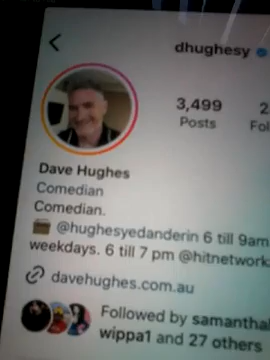 dhughesy
3,499
2
Posts
Fol
Dave Hughes
Comedian
Comedian.
@hughesyedanderin 6 till 9am
weekdays. 6 till 7 pm @hitnetwork
davehughes.com.au
Followed by samantha
wippa1 and 27 others